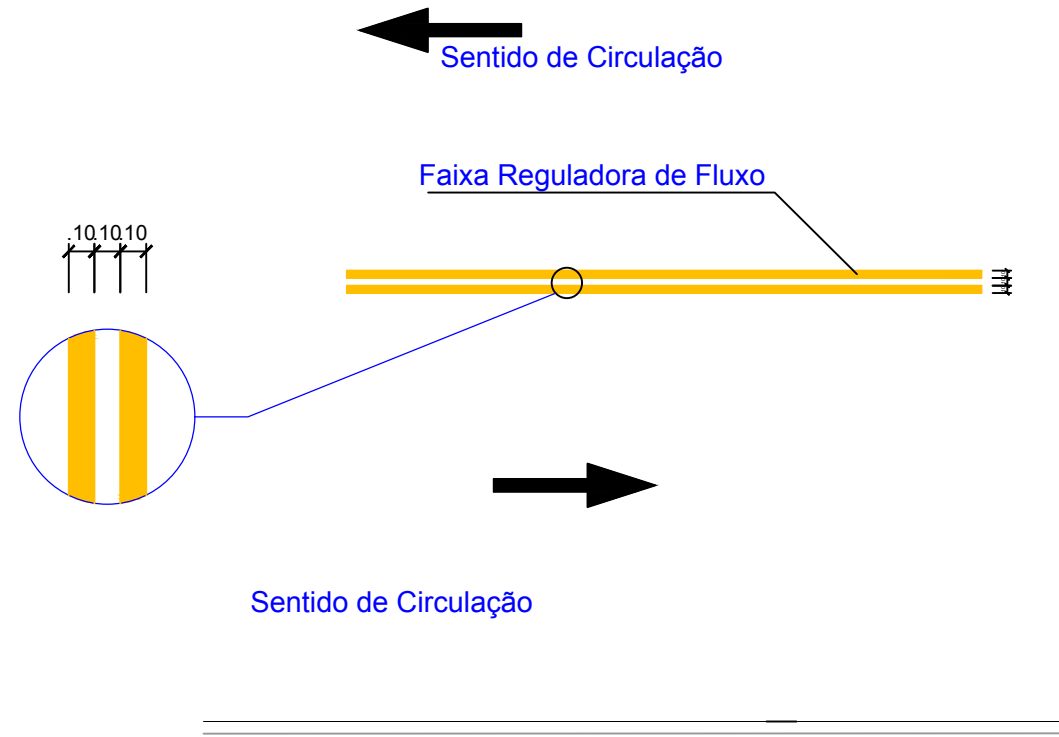 Sentido de Circulação
Faixa Reguladora de Fluxo
.10 .10 .10
Sentido de Circulação